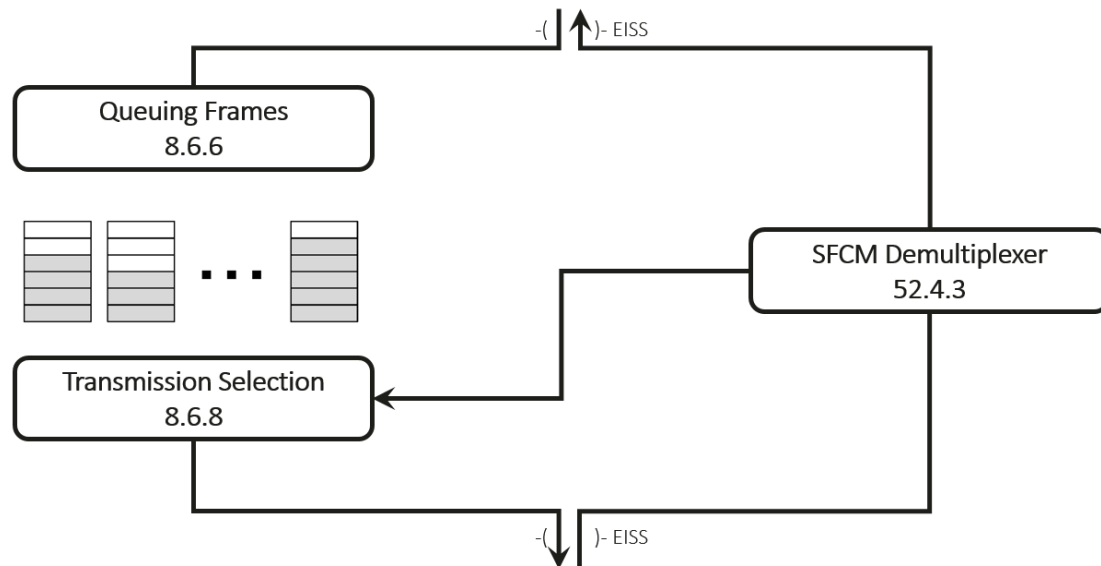 -( )- EISS
Queuing Frames
8.6.6
SFCM Demultiplexer
52.4.3
Transmission Selection
8.6.8
-( )- EISS